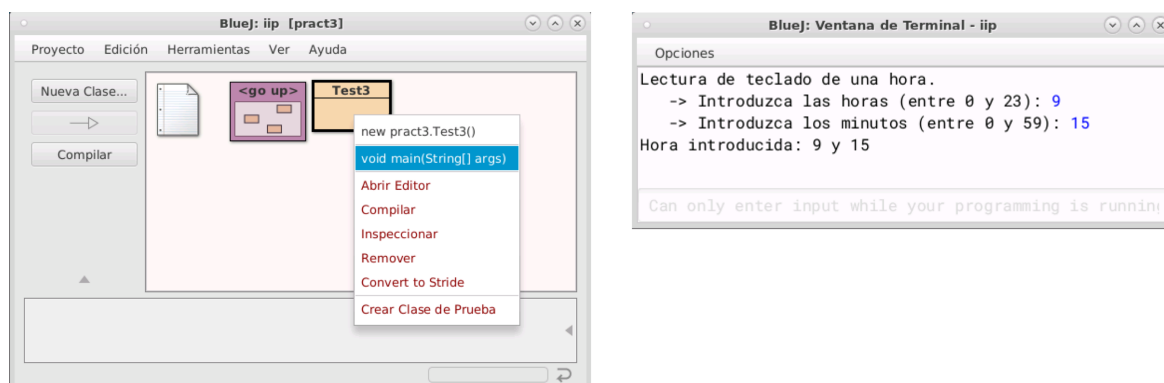 BlueJ: iip [pract3]
Proyecto Edición Herramientas Ver Ayuda
Nueva Clase...
Compilar
<go up>
Test3
new pract3.Test3()
void main(String[] args)
Abrir Editor
Compilar
Inspeccionar
Remover
Convert to Stride
Crear Clase de Prueba
BlueJ: Ventana de Terminal - iip
Opciones
Lectura de teclado de una hora.
-> Introduzca las horas (entre 0 y 23): 9
-> Introduzca los minutos (entre 0 y 59): 15
Hora introducida: 9 y 15
Can only enter input while your programming is running